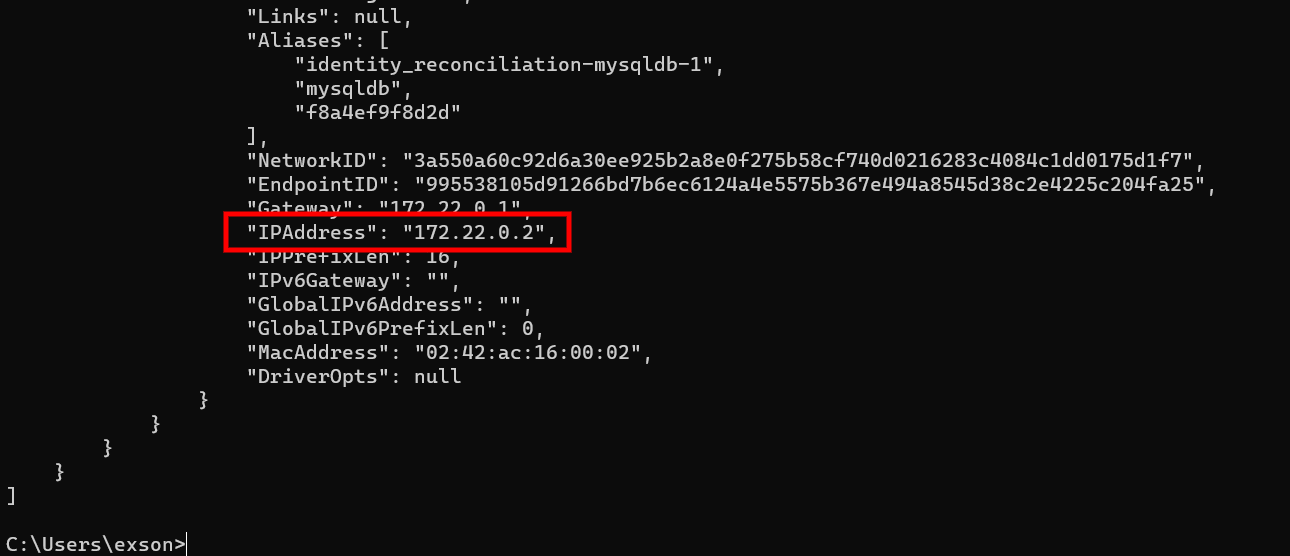 "Links": null,
"Aliases": [
"identity_reconciliation-mysqldb-1",
"mysqldb",
"f8a4ef9f8d2d"
],
"NetworkID": "3a550a60c92d6a30ee925b2a8e0f275b58cf740d0216283c4084c1dd0175d1f7",
"EndpointID": "995538105d91266bd7b6ec6124a4e5575b367e494a8545d38c2e4225c204fa25",
"Gateway": "172.22.0.1",
"IPAddress": "172.22.0.2",
"IPPrefixLen": 16,
"IPv6Gateway": "",
"GlobalIPv6Address": "",
"GlobalIPv6PrefixLen": 0,
"MacAddress": "02:42:ac:16:00:02",
"DriverOpts": null
}
}
}
}
]
C:\Users\exson>